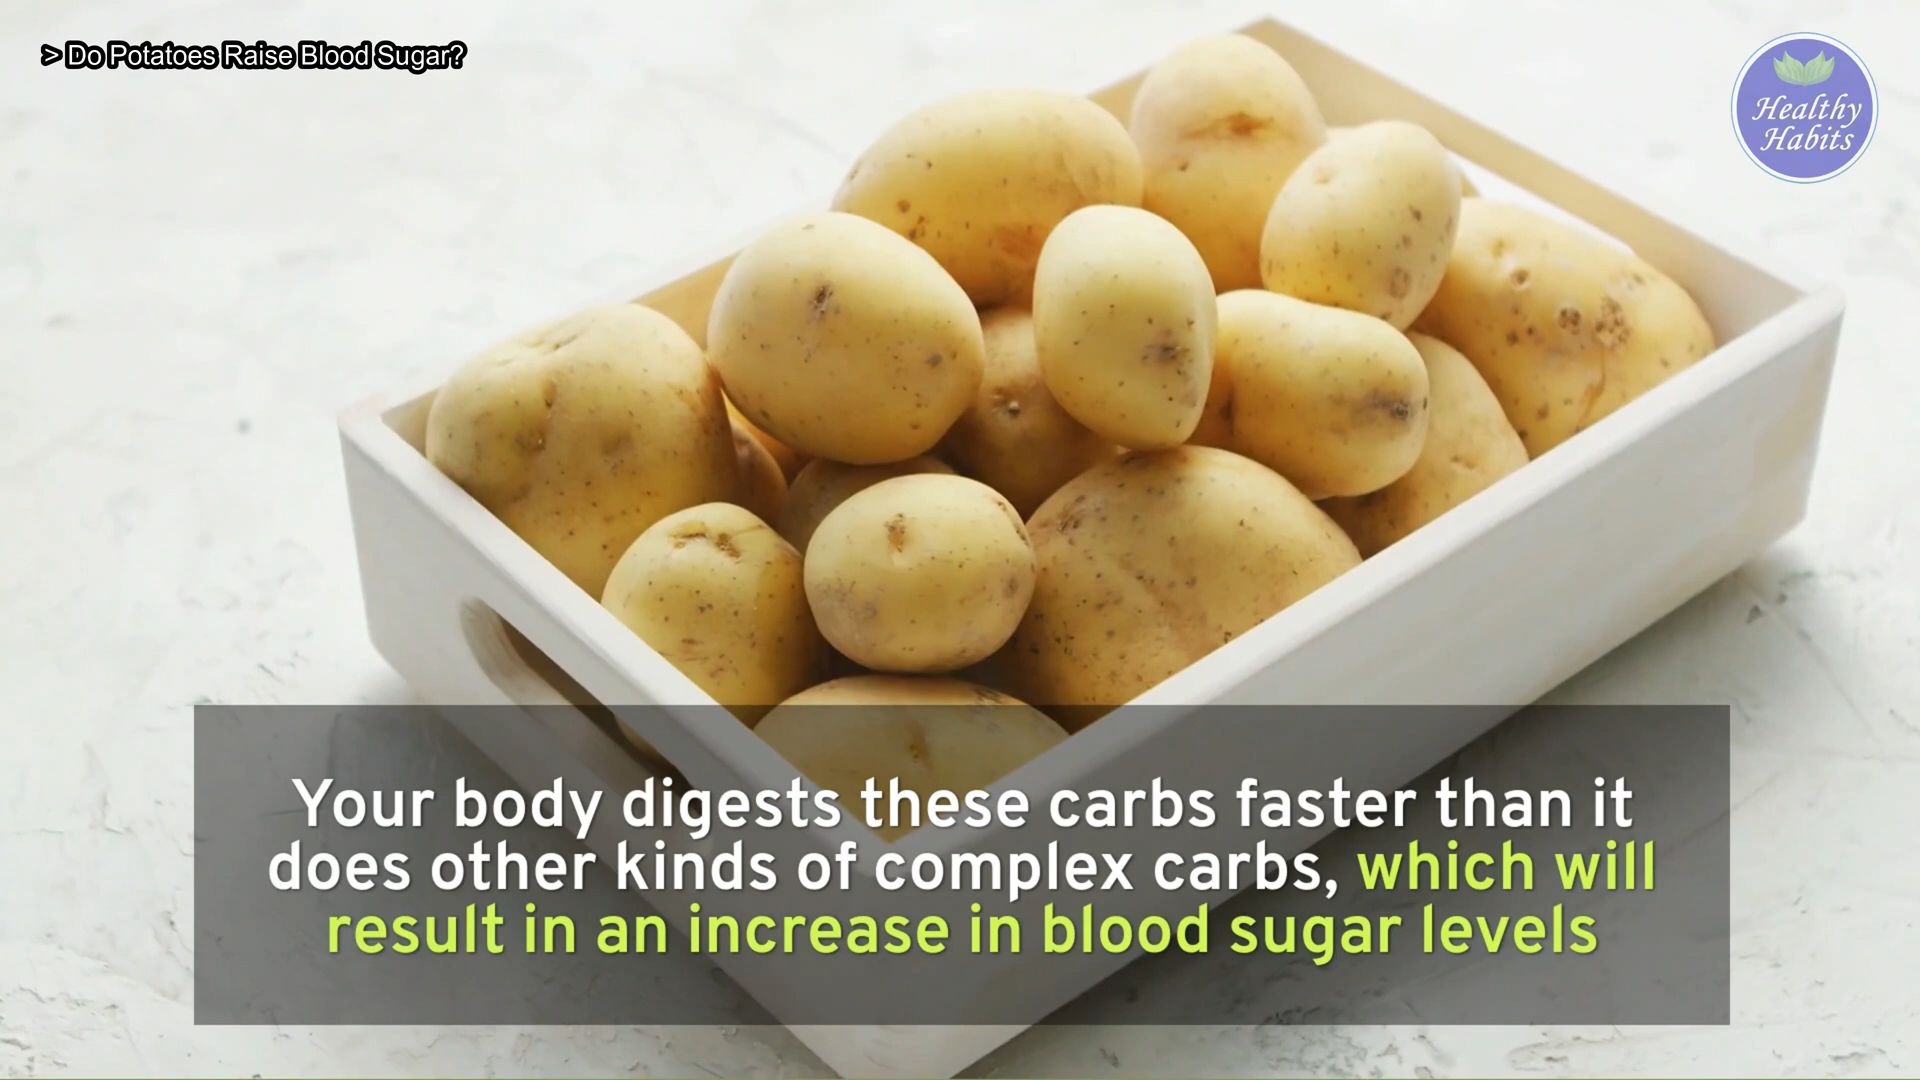 > Do Potatoes Raise Blood Sugar?
Healthy
Habits
Your body digests these carbs faster than it
does other kinds of complex carbs, which will
result in an increase in blood sugar levels